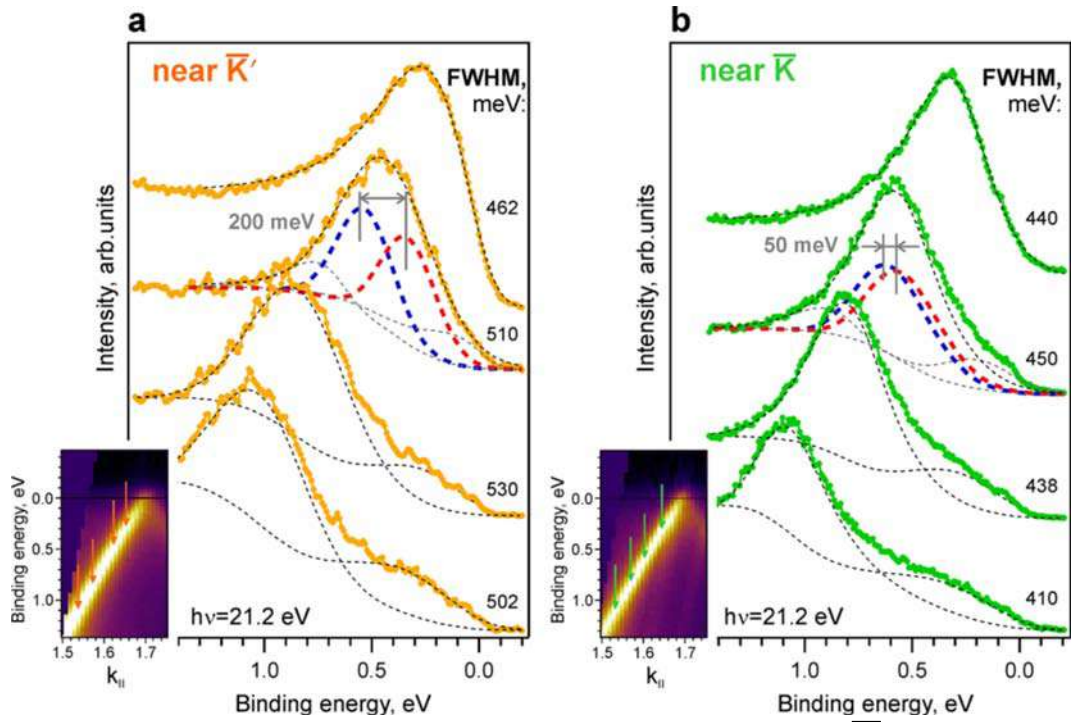 a
near K̅′
FWHM,
meV:
462
200 meV
510
530
502
hν=21.2 eV
Intensity, arb.units
1.0
0.5
0.0
Binding energy, eV
Binding energy, eV
0.0
0.5
1.0
1.5
1.6
1.7
k||
b
near K̅
FWHM,
meV:
440
50 meV
450
438
410
hν=21.2 eV
Intensity, arb.units
1.0
0.5
0.0
Binding energy, eV
Binding energy, eV
0.0
0.5
1.0
1.5
1.6
1.7
k||